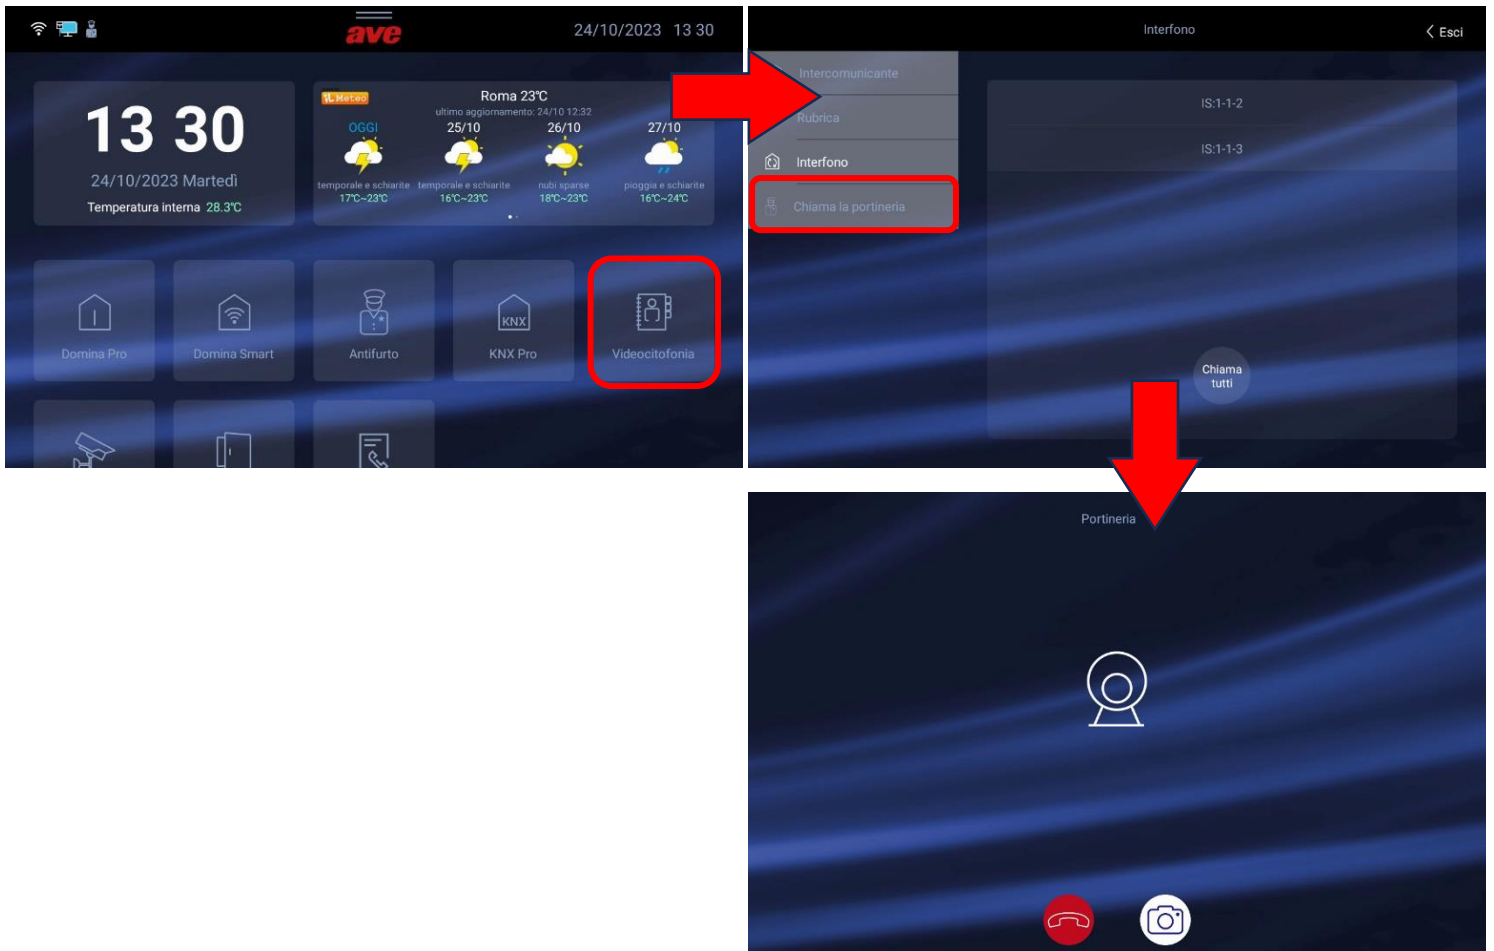 ave
24/10/2023 13 30
13 30
24/10/2023 Martedì
Temperatura interna 28.3℃
iL Meteo
Roma 23℃
ultimo aggiornamento: 24/10 12:32
OGGI 25/10 26/10 27/10
temporale e schiarite temporale e schiarite nubi sparse pioggia e schiarite
17℃~23℃ 16℃~23℃ 18℃~23℃ 16℃~24℃
Domina Pro Domina Smart Antifurto KNX KNX Pro Videocitofonia
Interfono
Esci
Intercomunicante
Rubrica
Interfono
Chiama la portineria
IS:1-1-2
IS:1-1-3
Chiama
tutti
Portineria